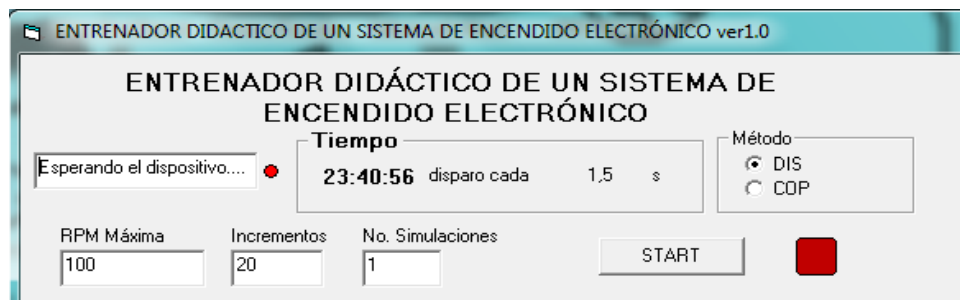 ENTRENADOR DIDACTICO DE UN SISTEMA DE ENCENDIDO ELECTRÓNICO ver1.0
ENTRENADOR DIDÁCTICO DE UN SISTEMA DE
ENCENDIDO ELECTRÓNICO
Esperando el dispositivo....
Tiempo
23:40:56 disparo cada 1,5 s
Método
DIS
COP
RPM Máxima
100
Incrementos
20
No. Simulaciones
1
START